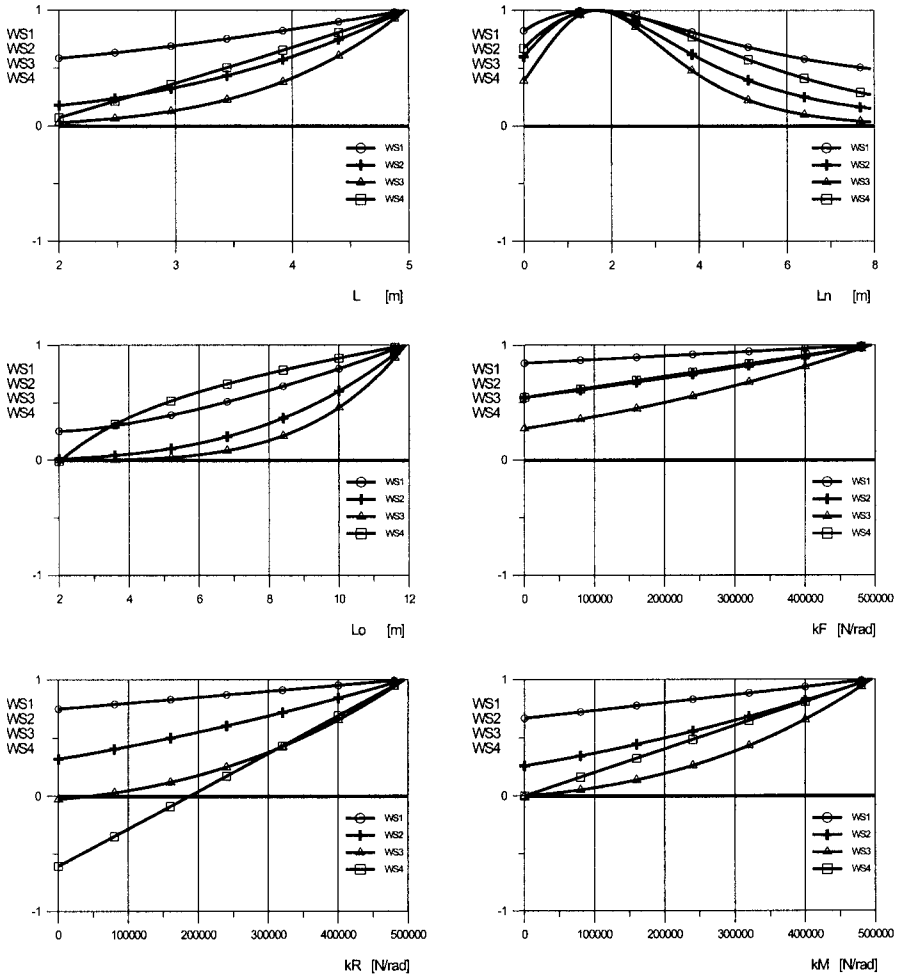 WS1
WS2
WS3
WS4
1
0
-1
WS1
WS2
WS3
WS4
2 3 4 5
L [m]
WS1
WS2
WS3
WS4
1
0
-1
WS1
WS2
WS3
WS4
0 2 4 6 8
Ln [m]
WS1
WS2
WS3
WS4
1
0
-1
WS1
WS2
WS3
WS4
2 4 6 8 10 12
Lo [m]
WS1
WS2
WS3
WS4
1
0
-1
WS1
WS2
WS3
WS4
0 100000 200000 300000 400000 500000
kF [N/rad]
WS1
WS2
WS3
WS4
1
0
-1
WS1
WS2
WS3
WS4
0 100000 200000 300000 400000 500000
kR [N/rad]
WS1
WS2
WS3
WS4
1
0
-1
WS1
WS2
WS3
WS4
0 100000 200000 300000 400000 500000
kM [N/rad]